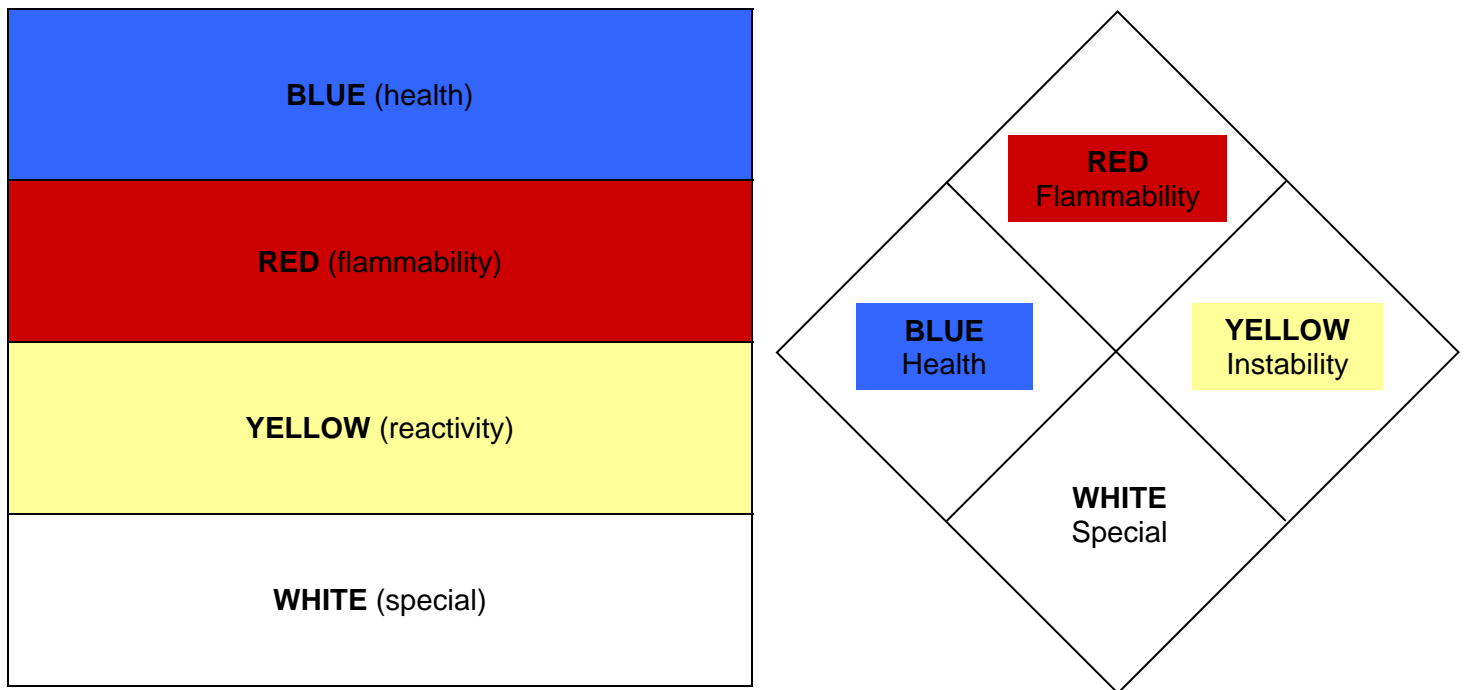 BLUE (health)
RED (flammability)
YELLOW (reactivity)
WHITE (special)
RED
Flammability
BLUE
Health
YELLOW
Instability
WHITE
Special